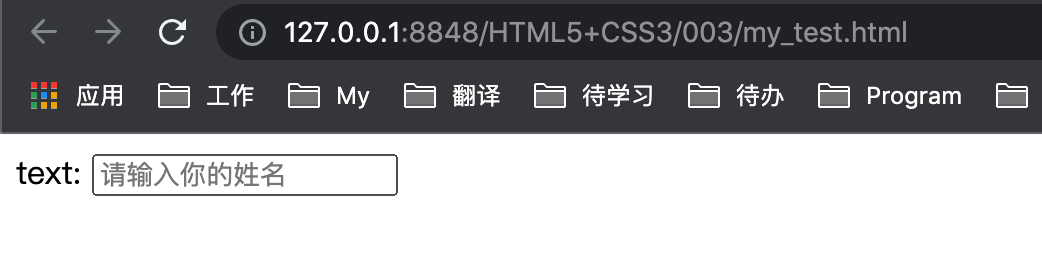 127.0.0.1:8848/HTML5+CSS3/003/my_test.html
应用 工作 My 翻译 待学习 待办 Program
text: 请输入你的姓名